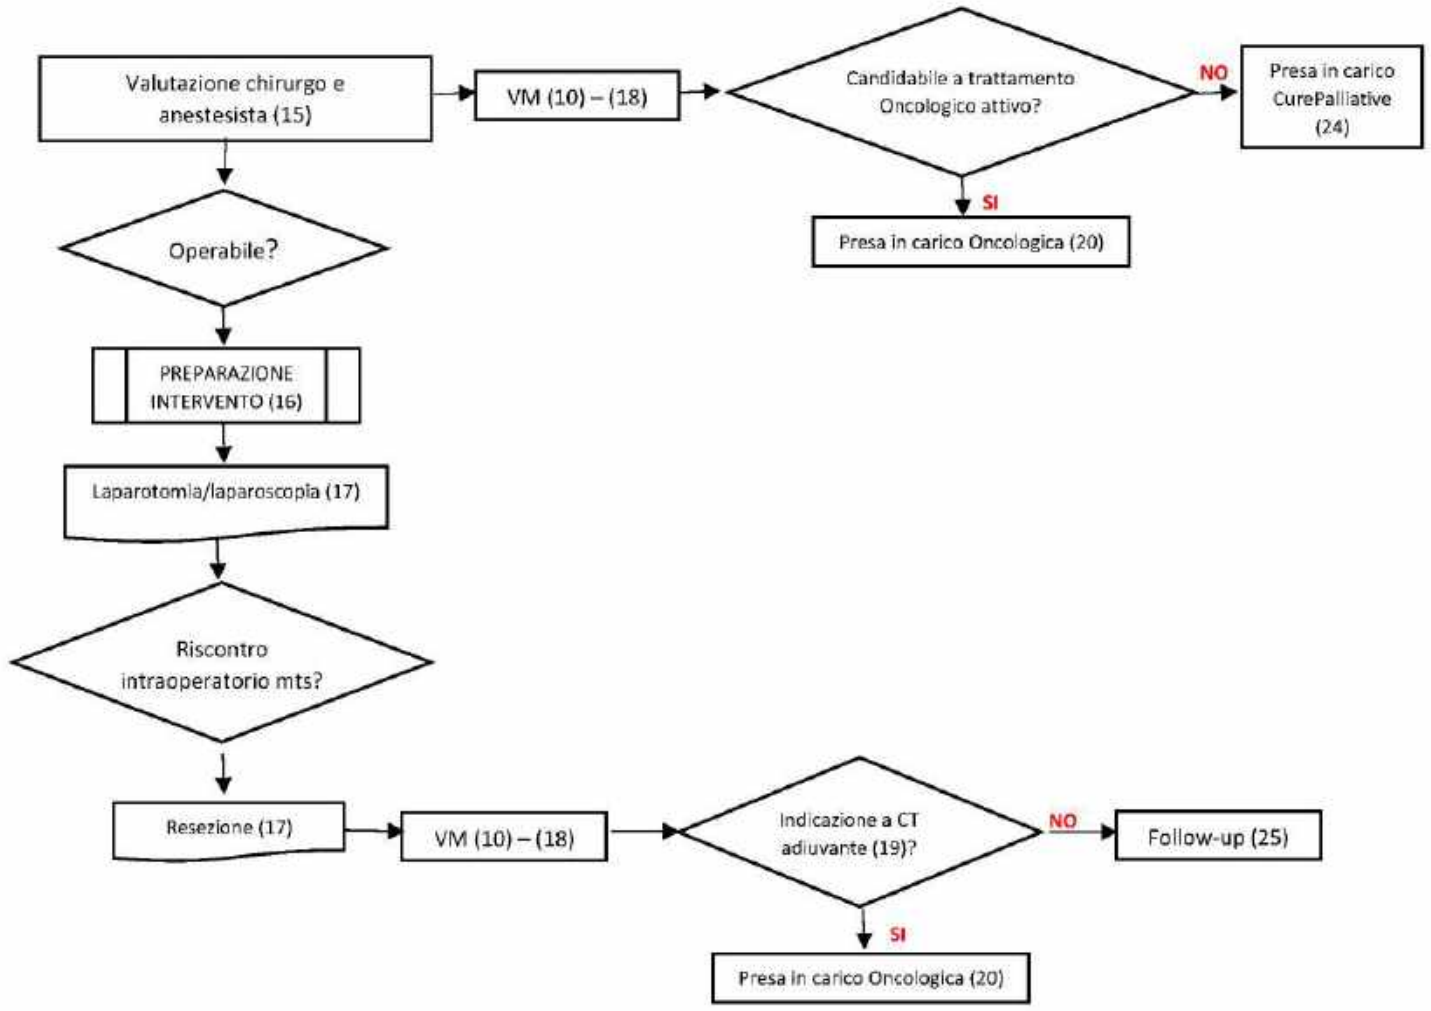 Valutazione chirurgo e
anestesista (15)
VM (10) – (18)
Candidabile a trattamento
Oncologico attivo?
NO
Presa in carico
CurePalliative
(24)
SI
Presa in carico Oncologica (20)
Operabile?
PREPARAZIONE
INTERVENTO (16)
Laparotomia/laparoscopia (17)
Riscontro
intraoperatorio mts?
Resezione (17)
VM (10) – (18)
Indicazione a CT
adiuvante (19)?
NO
Follow-up (25)
SI
Presa in carico Oncologica (20)